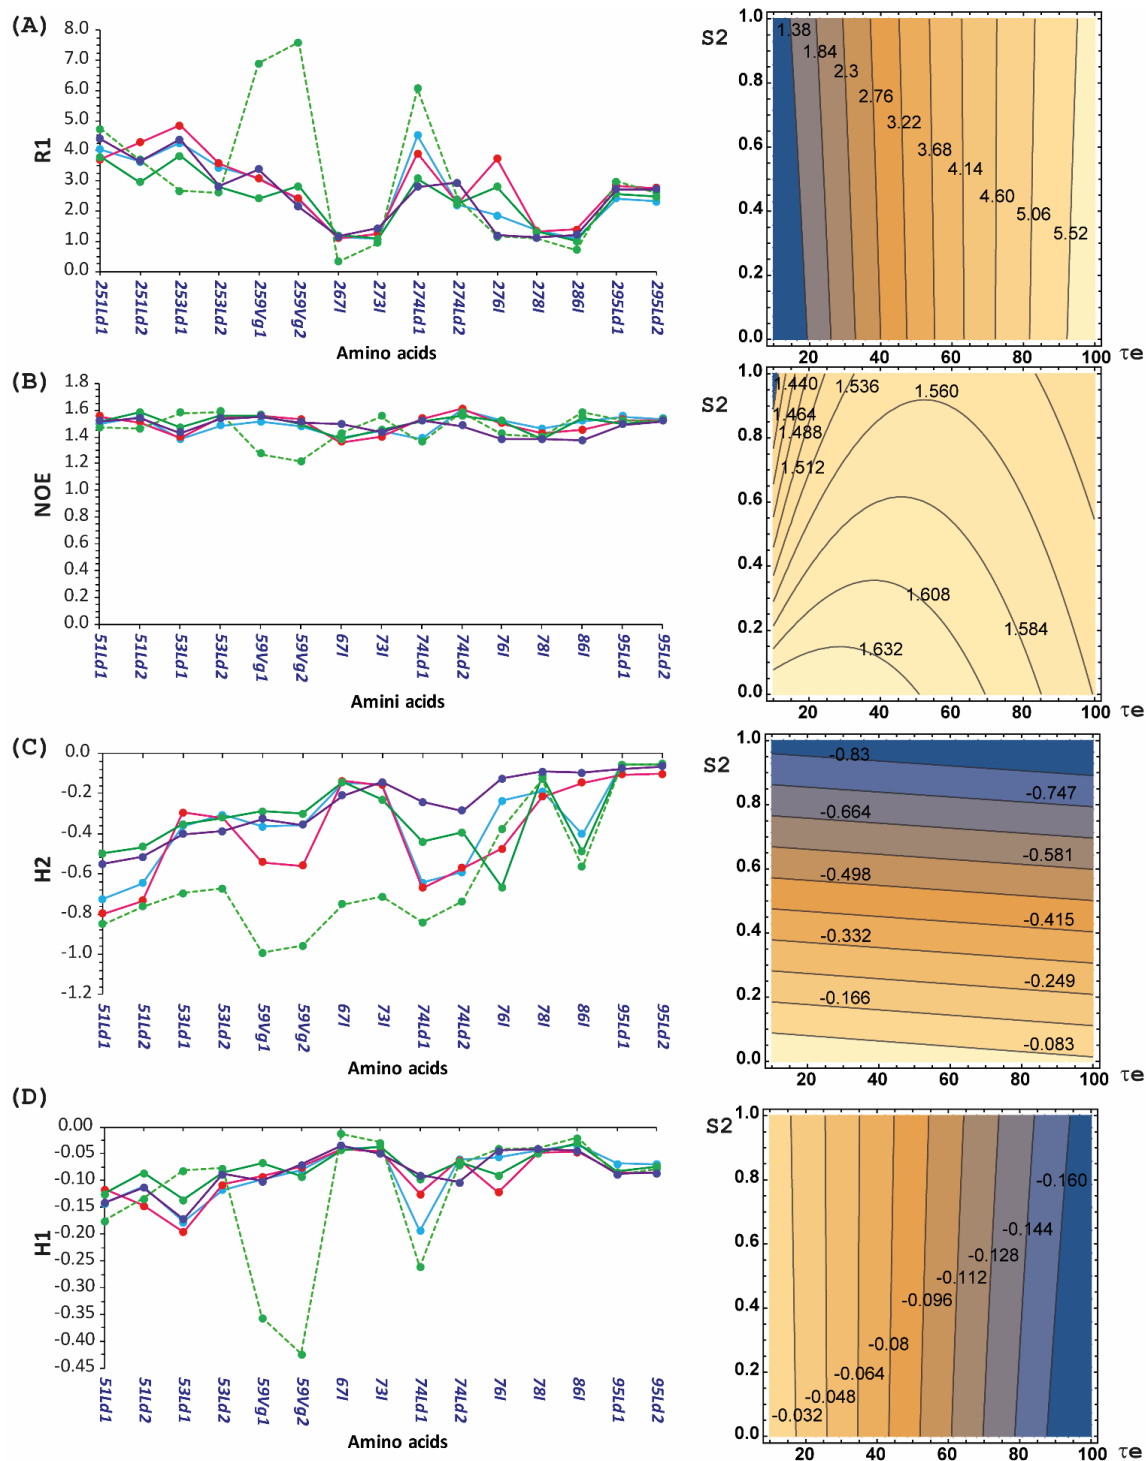 (A)
8.0
7.0
6.0
5.0
4.0
3.0
2.0
1.0
0.0
R1
251Ld1
251Ld2
253Ld1
253Ld2
259Vg1
259Vg2
267I
273I
274Ld1
274Ld2
276I
278I
286I
295Ld1
295Ld2
Amino acids
S2
1.0
0.8
0.6
0.4
0.2
0.0
1.38
1.84
2.3
2.76
3.22
3.68
4.14
4.60
5.06
5.52
20
40
60
80
100
τe
(B)
1.8
1.6
1.4
1.2
1.0
0.8
0.6
0.4
0.2
0.0
NOE
51Ld1
51Ld2
53Ld1
53Ld2
59Vg1
59Vg2
67I
73I
74Ld1
74Ld2
76I
78I
86I
95Ld1
95Ld2
Amini acids
S2
1.0
0.8
0.6
0.4
0.2
0.0
1.440
1.464
1.488
1.512
1.536
1.560
1.608
1.584
1.632
20
40
60
80
100
τe
(C)
0.0
-0.2
-0.4
-0.6
-0.8
-1.0
-1.2
H2
51Ld1
51Ld2
53Ld1
53Ld2
59Vg1
59Vg2
67I
73I
74Ld1
74Ld2
76I
78I
86I
95Ld1
95Ld2
Amino acids
S2
1.0
0.8
0.6
0.4
0.2
0.0
-0.83
-0.747
-0.664
-0.581
-0.498
-0.415
-0.332
-0.249
-0.166
-0.083
20
40
60
80
100
τe
(D)
0.00
-0.05
-0.10
-0.15
-0.20
-0.25
-0.30
-0.35
-0.40
-0.45
H1
51Ld1
51Ld2
53Ld1
53Ld2
59Vg1
59Vg2
67I
73I
74Ld1
74Ld2
76I
78I
86I
95Ld1
95Ld2
Amino acids
S2
1.0
0.8
0.6
0.4
0.2
0.0
-0.160
-0.144
-0.128
-0.112
-0.096
-0.08
-0.064
-0.048
-0.032
20
40
60
80
100
τe